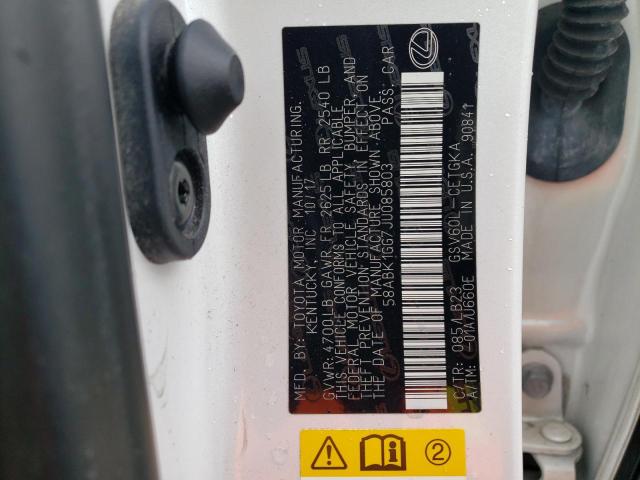 MFD. BY: TOYOTA MOTOR MANUFACTURING.
KENTUCKY. INC 10/17
GVWR: 4700LB GAWR FR 2625 LB RR 2540 LB
THIS VEHICLE CONFORMS TO ALL APPLICABLE
FEDERAL MOTOR VEHICLE SAFETY, BUMPER, AND
THEFT PREVENTION STANDARDS IN EFFECT ON
THE DATE OF MANUFACTURE SHOWN ABOVE.
58ABK1GG7JU085803 PASS. CAR
C/TR: 085/LB23 GSV60L-CETGKA
A/TM: -01A/U660E MADE IN U.S.A. 90841
2